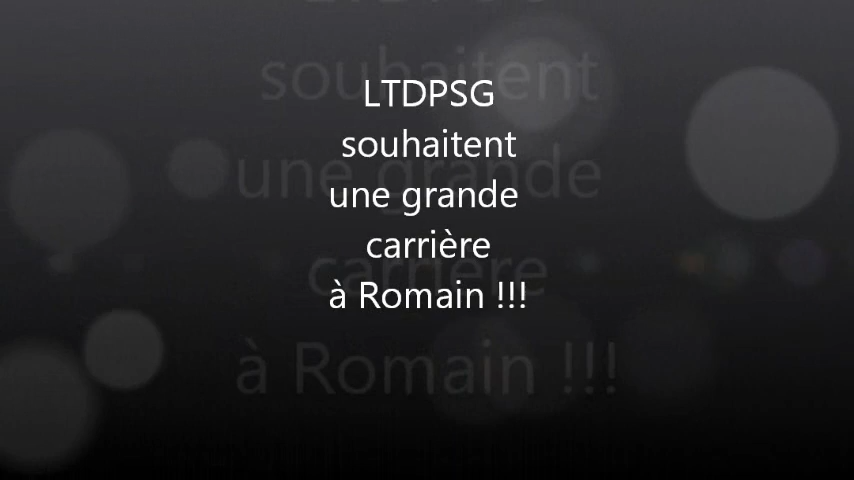 LTDPSG
souhaitent
une grande
carrière
à Romain !!!